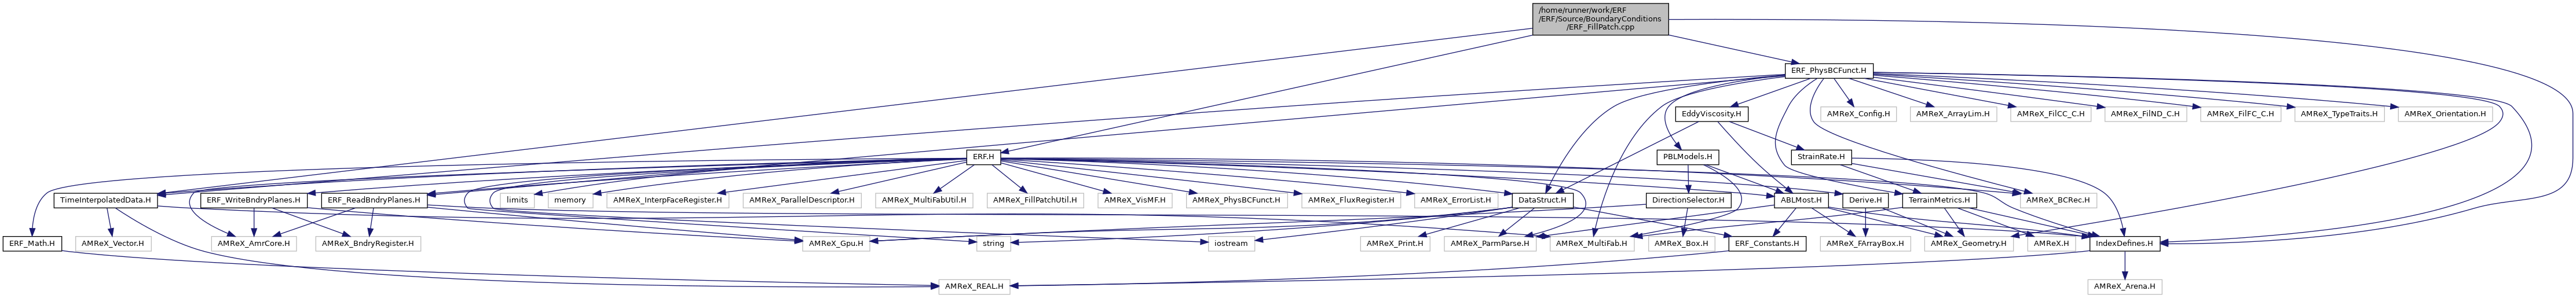 /home/runner/work/ERF
/ERF/Source/BoundaryConditions
/ERF_FillPatch.cpp
ERF_PhysBCFunct.H
EddyViscosity.H
AMReX_Config.H
AMReX_ArrayLim.H
AMReX_FilCC_C.H
AMReX_FilND_C.H
AMReX_FilFC_C.H
AMReX_TypeTraits.H
AMReX_Orientation.H
ERF.H
PBLModels.H
StrainRate.H
TimeInterpolatedData.H
ERF_WriteBndryPlanes.H
ERF_ReadBndryPlanes.H
limits
memory
AMReX_InterpFaceRegister.H
AMReX_ParallelDescriptor.H
AMReX_MultiFabUtil.H
AMReX_FillPatchUtil.H
AMReX_VisMF.H
AMReX_PhysBCFunct.H
AMReX_FluxRegister.H
AMReX_ErrorList.H
DataStruct.H
DirectionSelector.H
ABLMost.H
Derive.H
TerrainMetrics.H
AMReX_BCRec.H
ERF_Math.H
AMReX_Vector.H
AMReX_AmrCore.H
AMReX_BndryRegister.H
AMReX_Gpu.H
string
iostream
AMReX_Print.H
AMReX_ParmParse.H
AMReX_MultiFab.H
AMReX_Box.H
ERF_Constants.H
AMReX_FArrayBox.H
AMReX_Geometry.H
AMReX.H
IndexDefines.H
AMReX_REAL.H
AMReX_Arena.H